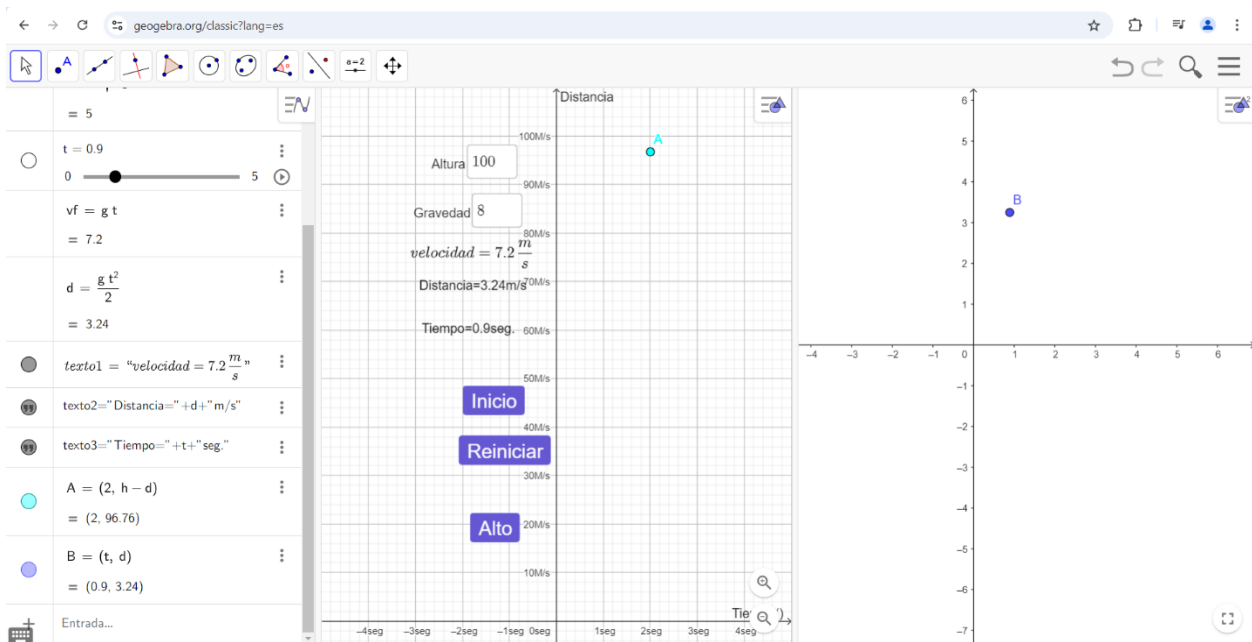 geogebra.org/classic?lang=es
A
a=2
= 5
t = 0.9
0
5
vf = g t
= 7.2
d = g t² / 2
= 3.24
texto1 = “velocidad = 7.2 m/s”
texto2="Distancia="+d+"m/s"
texto3="Tiempo="+t+"seg."
A = (2, h − d)
= (2, 96.76)
B = (t, d)
= (0.9, 3.24)
Entrada...
Distancia
100M/s
A
Altura 100
90M/s
Gravedad 8
80M/s
velocidad = 7.2 m/s
Distancia=3.24m/s
70M/s
Tiempo=0.9seg.
60M/s
50M/s
Inicio
40M/s
Reiniciar
30M/s
Alto
20M/s
10M/s
−4seg −3seg −2seg −1seg 0seg 1seg 2seg 3seg 4seg
6
5
4
B
3
2
1
−4 −3 −2 −1 0 1 2 3 4 5 6
−1
−2
−3
−4
−5
−6
−7